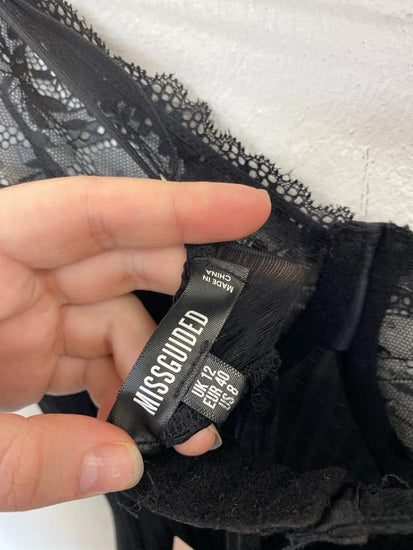 MISSGUIDED
MADE IN
CHINA
UK 12
EUR 40
US 8